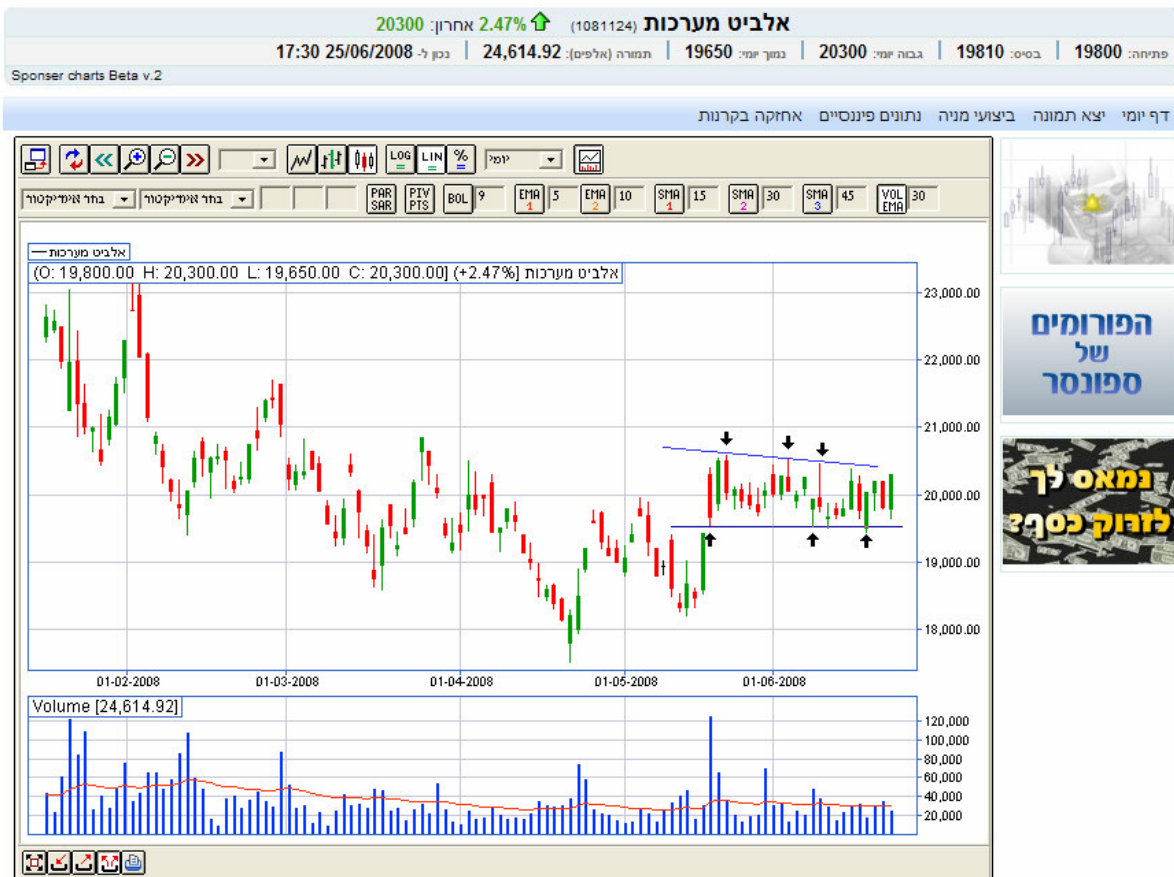 אלביט מערכות (1081124) 2.47% אחרון: 20300
פתיחה: 19800 | בסיס: 19810 | גבוה יומי: 20300 | נמוך יומי: 19650 | תמורה (אלפים): 24,614.92 | נכון ל- 25/06/2008 17:30
Sponser charts Beta v.2
דף יומי יצא תמונה ביצועי מניה נתונים פיננסיים אחזקה בקרנות
LOG LIN % יומי
בחר אינדיקטור בחר אינדיקטור PAR SAR PIV PTS BOL 9 EMA 1 5 EMA 2 10 SMA 1 15 SMA 2 30 SMA 3 45 VOL EMA 30
אלביט מערכות
(O: 19,800.00 H: 20,300.00 L: 19,650.00 C: 20,300.00] (+2.47%] אלביט מערכות
23,000.00
22,000.00
21,000.00
20,000.00
19,000.00
18,000.00
01-02-2008 01-03-2008 01-04-2008 01-05-2008 01-06-2008
Volume [24,614.92]
120,000
100,000
80,000
60,000
40,000
20,000
הפורומים
של
ספונסר
נמאס לך
לזרוק כסף?